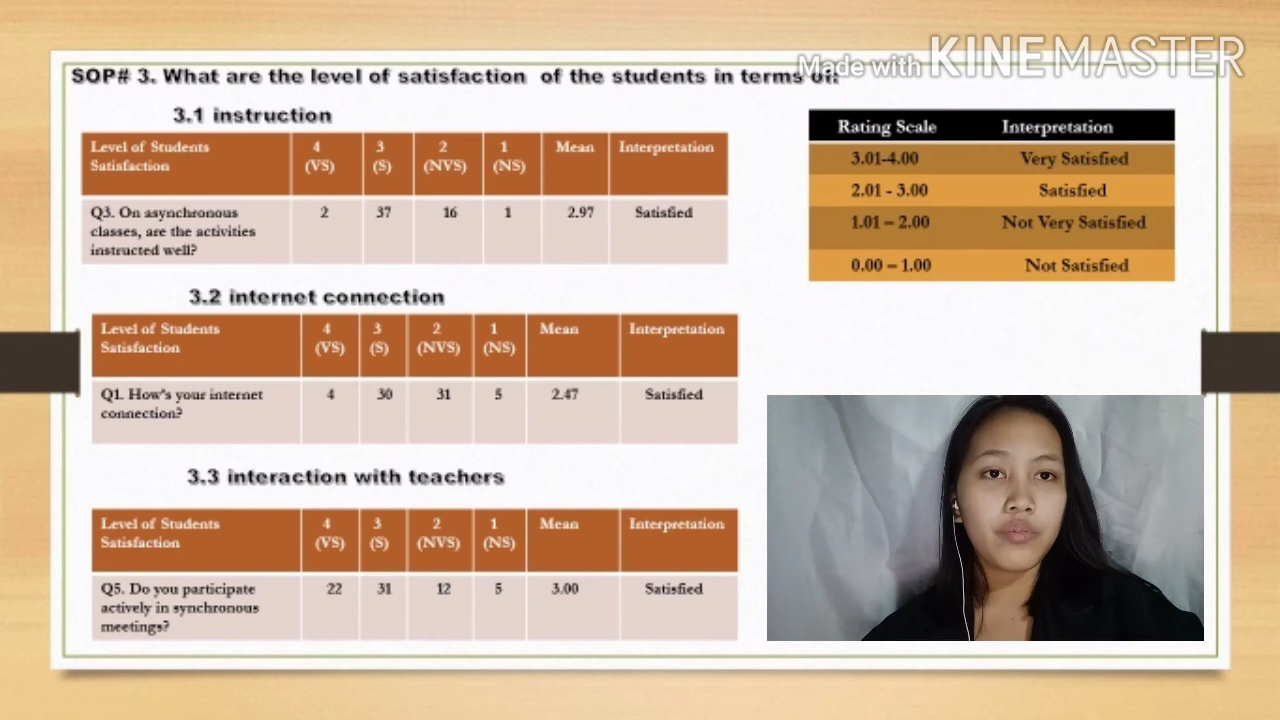 SOP# 3. What are the level of satisfaction of the students in terms of:
Made with KINEMASTER
3.1 instruction
Level of Students Satisfaction 4 (VS) 3 (S) 2 (NVS) 1 (NS) Mean Interpretation
Q3. On asynchronous classes, are the activities instructed well? 2 37 16 1 2.97 Satisfied
Rating Scale Interpretation
3.01-4.00 Very Satisfied
2.01 - 3.00 Satisfied
1.01 – 2.00 Not Very Satisfied
0.00 – 1.00 Not Satisfied
3.2 internet connection
Level of Students Satisfaction 4 (VS) 3 (S) 2 (NVS) 1 (NS) Mean Interpretation
Q1. How's your internet connection? 4 30 31 5 2.47 Satisfied
3.3 interaction with teachers
Level of Students Satisfaction 4 (VS) 3 (S) 2 (NVS) 1 (NS) Mean Interpretation
Q5. Do you participate actively in synchronous meetings? 22 31 12 5 3.00 Satisfied